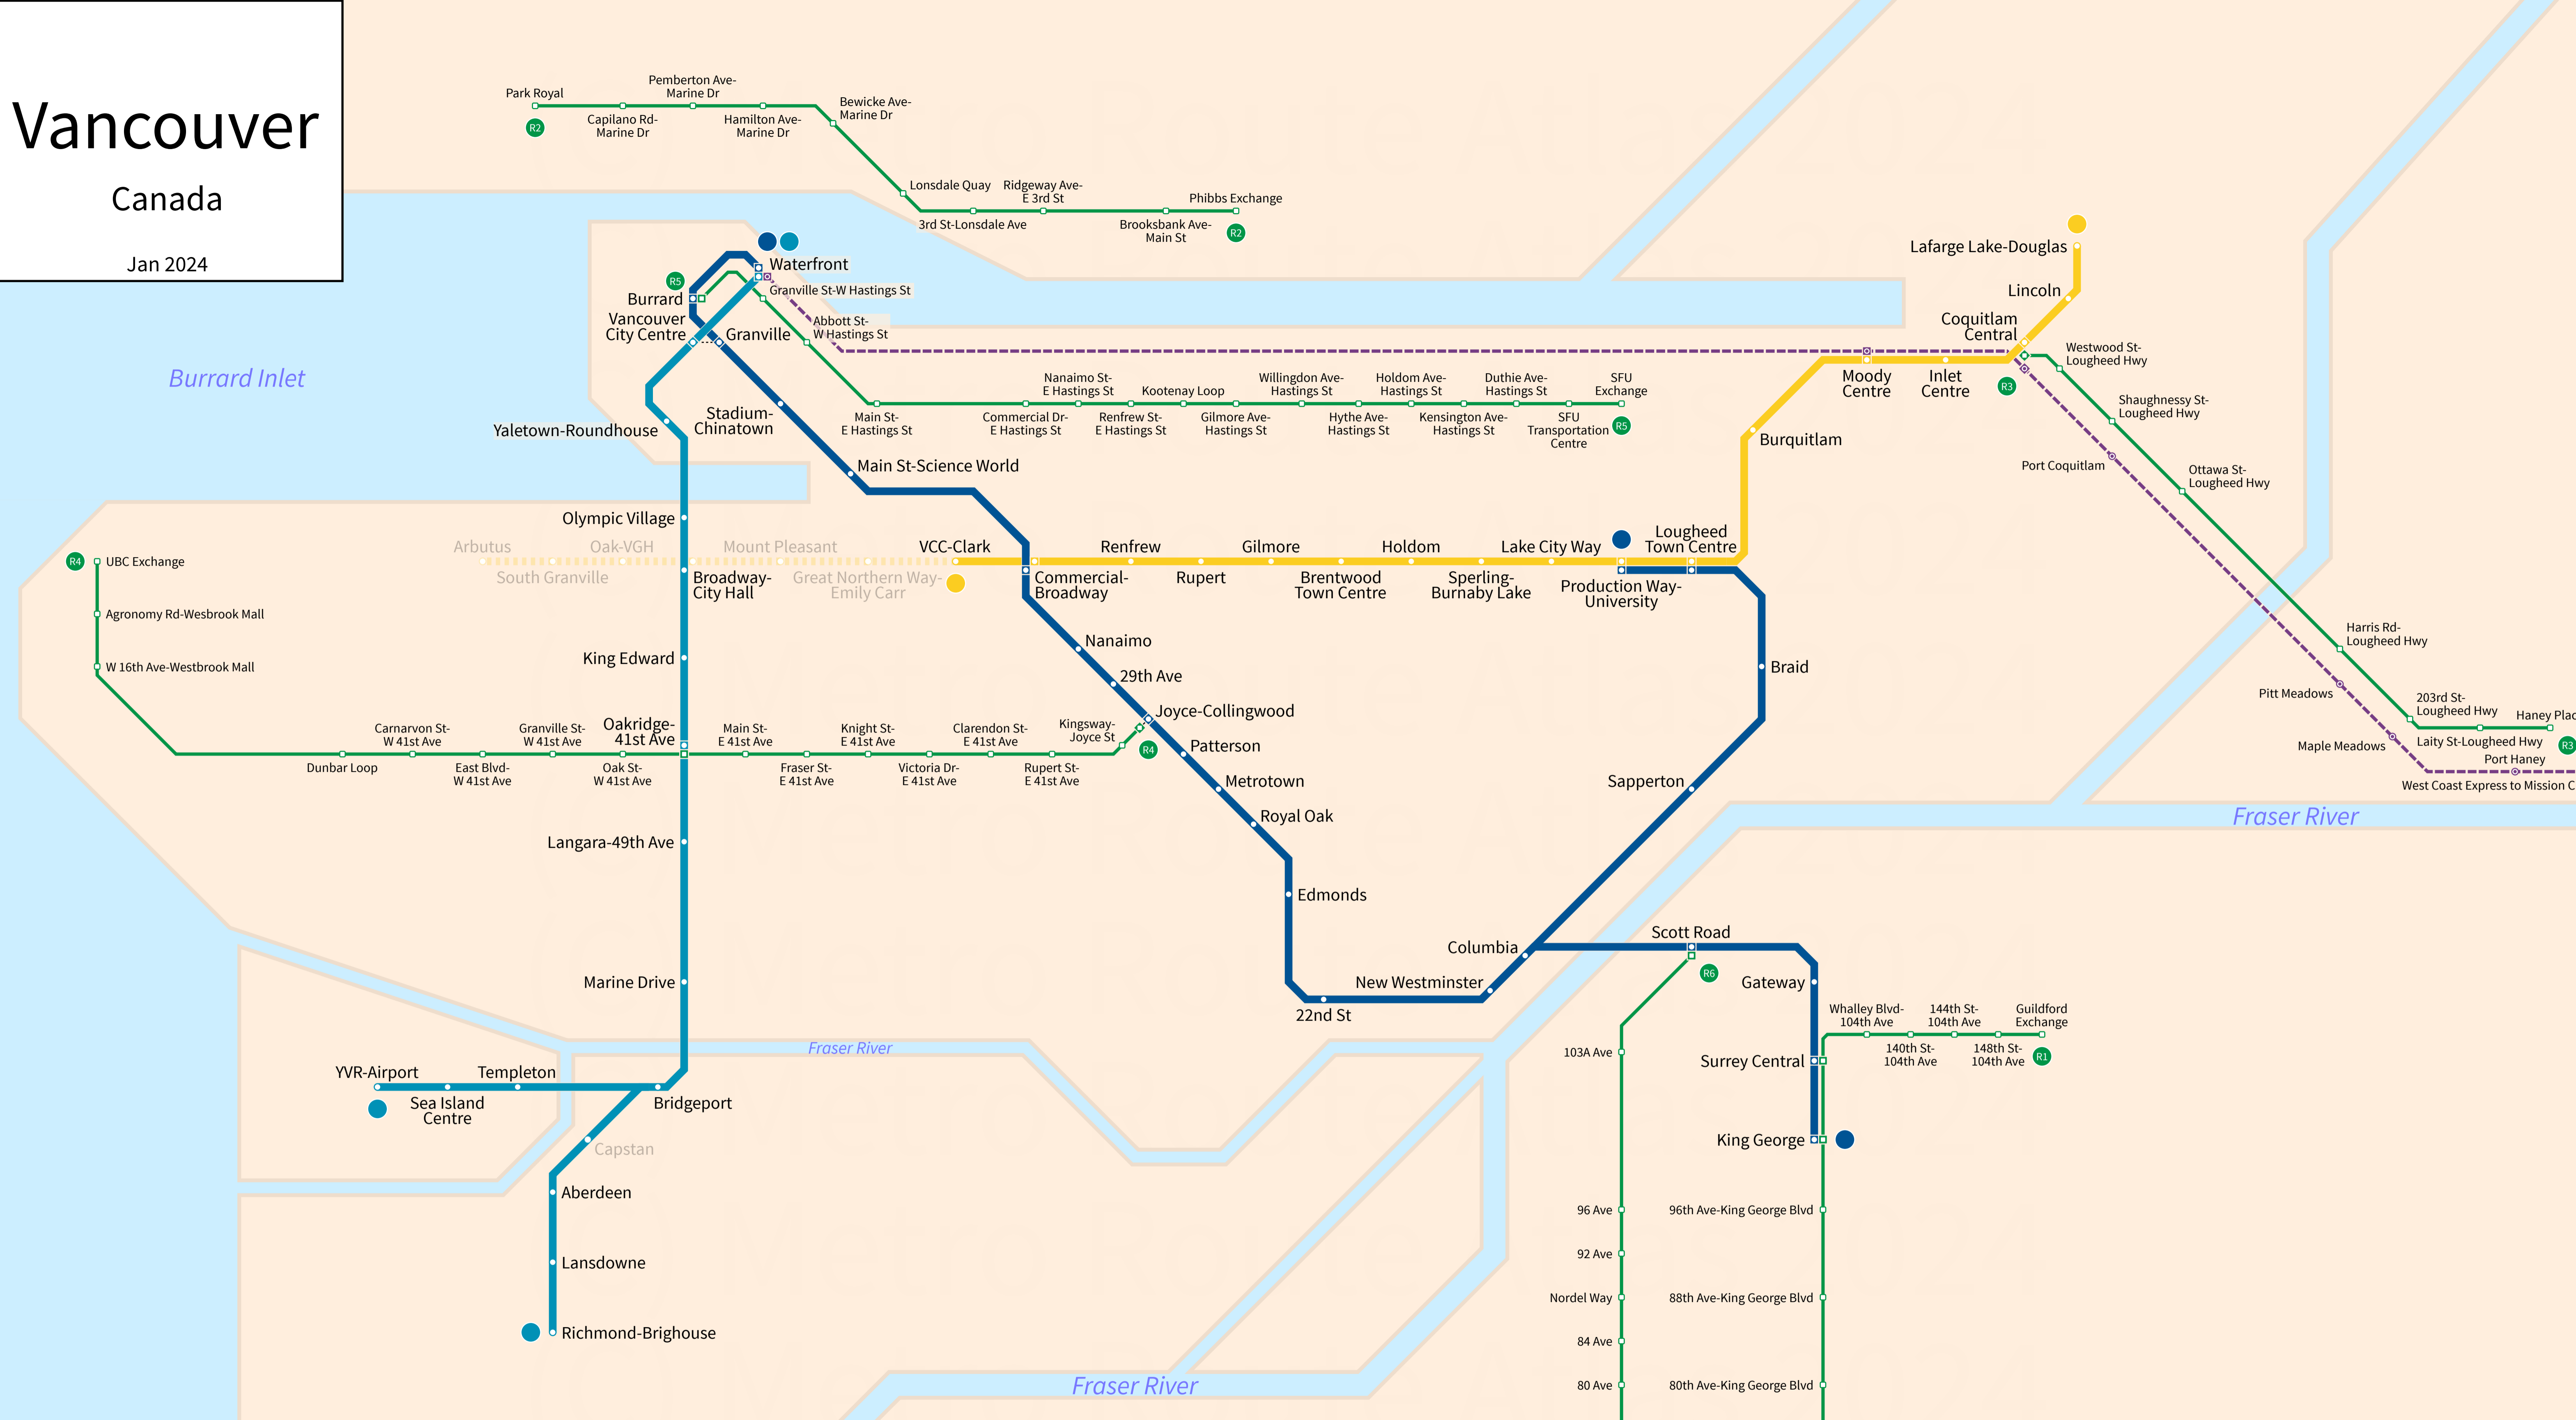 Vancouver
Canada
Jan 2024
Park Royal
R2
Capilano Rd-
Marine Dr
Pemberton Ave-
Marine Dr
Hamilton Ave-
Marine Dr
Bewicke Ave-
Marine Dr
Lonsdale Quay
3rd St-Lonsdale Ave
Ridgeway Ave-
E 3rd St
Brooksbank Ave-
Main St
Phibbs Exchange
R2
Burrard Inlet
Waterfront
R5
Burrard
Granville St-W Hastings St
Vancouver
City Centre
Granville
Abbott St-
W Hastings St
Main St-
E Hastings St
Commercial Dr-
E Hastings St
Nanaimo St-
E Hastings St
Renfrew St-
E Hastings St
Kootenay Loop
Gilmore Ave-
Hastings St
Willingdon Ave-
Hastings St
Hythe Ave-
Hastings St
Holdom Ave-
Hastings St
Kensington Ave-
Hastings St
Duthie Ave-
Hastings St
SFU
Transportation
Centre
SFU
Exchange
R5
Lafarge Lake-Douglas
Lincoln
Coquitlam
Central
R3
Moody
Centre
Inlet
Centre
Burquitlam
Westwood St-
Lougheed Hwy
Shaughnessy St-
Lougheed Hwy
Port Coquitlam
Ottawa St-
Lougheed Hwy
Harris Rd-
Lougheed Hwy
Pitt Meadows
203rd St-
Lougheed Hwy
Haney Plac
R3
Laity St-Lougheed Hwy
Maple Meadows
Port Haney
West Coast Express to Mission C
Fraser River
Stadium-
Chinatown
Yaletown-Roundhouse
Main St-Science World
Olympic Village
Arbutus
South Granville
Oak-VGH
Mount Pleasant
Great Northern Way-
Emily Carr
VCC-Clark
Broadway-
City Hall
Commercial-
Broadway
Renfrew
Rupert
Gilmore
Brentwood
Town Centre
Holdom
Sperling-
Burnaby Lake
Lake City Way
Production Way-
University
Lougheed
Town Centre
R4
UBC Exchange
Agronomy Rd-Wesbrook Mall
W 16th Ave-Westbrook Mall
Dunbar Loop
Carnarvon St-
W 41st Ave
East Blvd-
W 41st Ave
Granville St-
W 41st Ave
Oak St-
W 41st Ave
King Edward
Oakridge-
41st Ave
Main St-
E 41st Ave
Fraser St-
E 41st Ave
Knight St-
E 41st Ave
Victoria Dr-
E 41st Ave
Clarendon St-
E 41st Ave
Rupert St-
E 41st Ave
Kingsway-
Joyce St
R4
Nanaimo
29th Ave
Joyce-Collingwood
Patterson
Metrotown
Royal Oak
Edmonds
22nd St
New Westminster
Columbia
Sapperton
Braid
Langara-49th Ave
Marine Drive
Fraser River
YVR-Airport
Sea Island
Centre
Templeton
Bridgeport
Capstan
Aberdeen
Lansdowne
Richmond-Brighouse
Fraser River
Scott Road
R6
Gateway
Surrey Central
King George
Whalley Blvd-
104th Ave
140th St-
104th Ave
144th St-
104th Ave
148th St-
104th Ave
Guildford
Exchange
R1
103A Ave
96 Ave
92 Ave
Nordel Way
84 Ave
80 Ave
96th Ave-King George Blvd
88th Ave-King George Blvd
80th Ave-King George Blvd